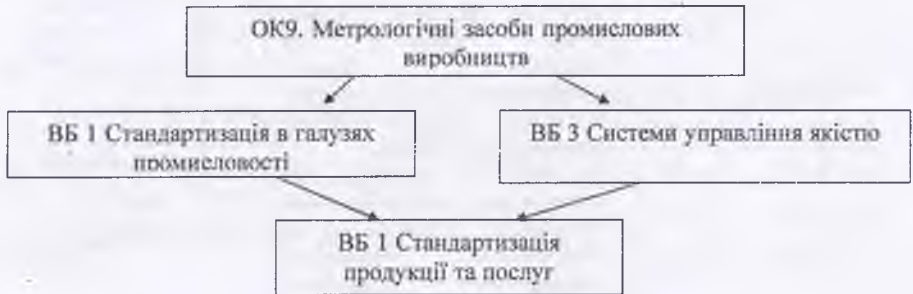 ОК9. Метрологічні засоби промислових
виробництв
ВБ 1 Стандартизація в галузях
промисловості
ВБ 3 Системи управління якістю
ВБ 1 Стандартизація
продукції та послуг